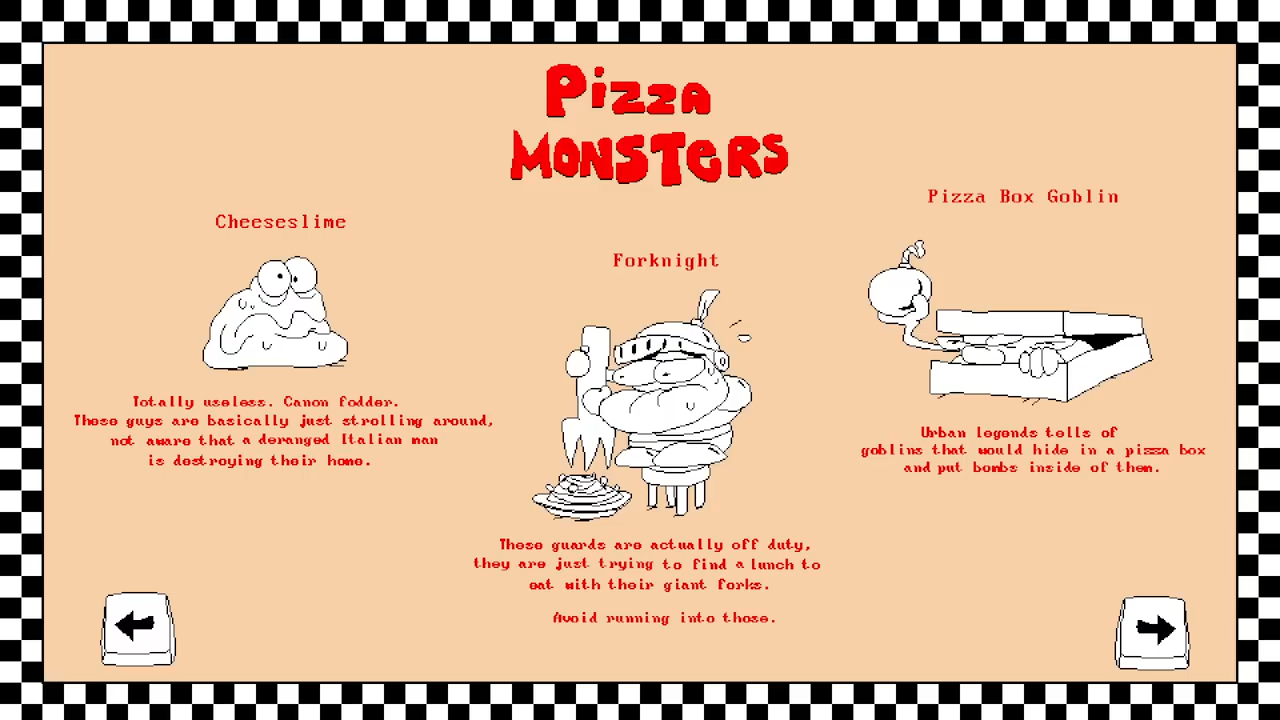 Pizza
MONSTERS
Cheeseslime
Totally useless. Canon fodder.
These guys are basically just strolling around,
not aware that a deranged Italian man
is destroying their home.
Forknight
These guards are actually off duty,
they are just trying to find a lunch to
eat with their giant forks.
Avoid running into those.
Pizza Box Goblin
Urban legends tells of
goblins that would hide in a pizza box
and put bombs inside of them.